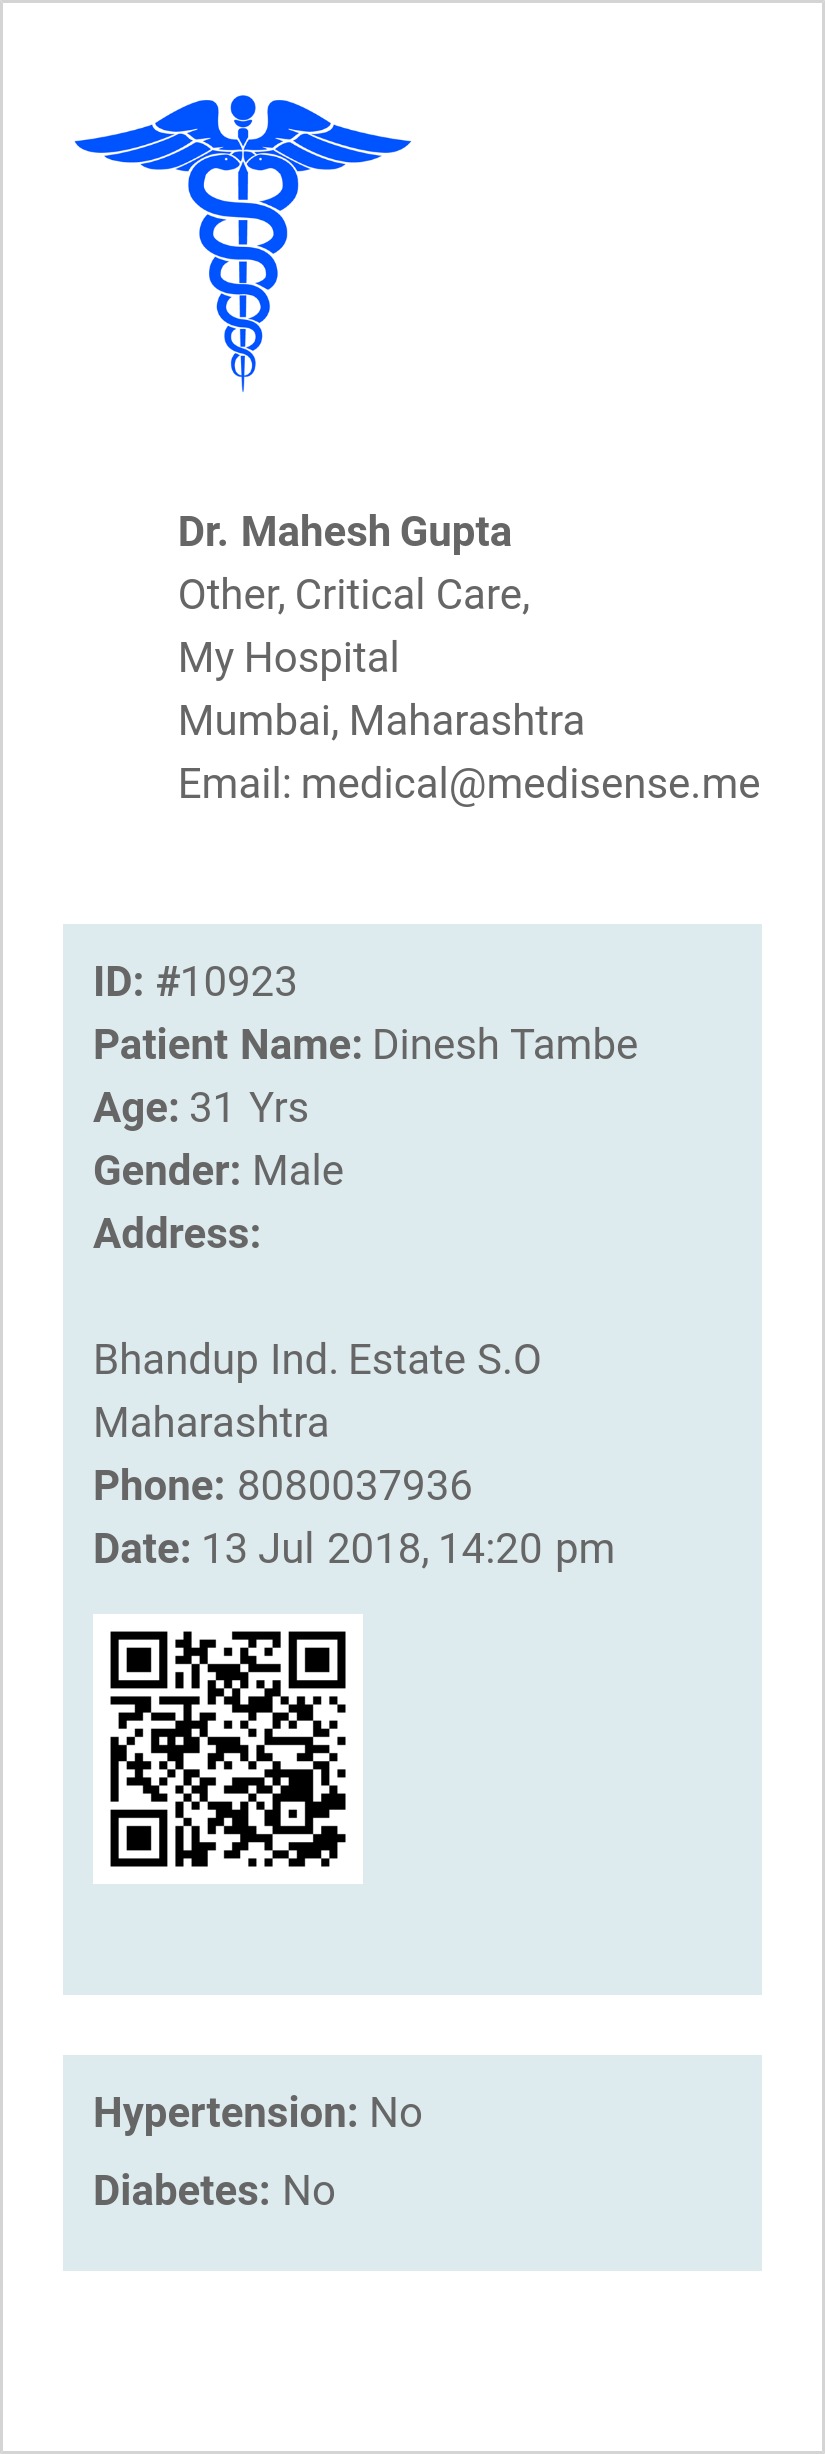 Dr. Mahesh Gupta
Other, Critical Care,
My Hospital
Mumbai, Maharashtra
Email: medical@medisense.me
ID: #10923
Patient Name: Dinesh Tambe
Age: 31 Yrs
Gender: Male
Address:
Bhandup Ind. Estate S.O
Maharashtra
Phone: 8080037936
Date: 13 Jul 2018, 14:20 pm
Hypertension: No
Diabetes: No